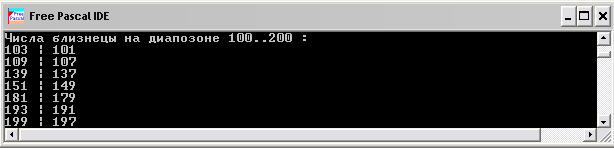 Free Pascal IDE
Числа близнецы на диапозоне 100..200 :
103 ¦ 101
109 ¦ 107
139 ¦ 137
151 ¦ 149
181 ¦ 179
193 ¦ 191
199 ¦ 197